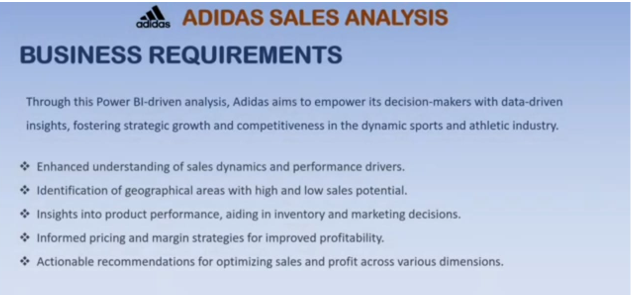 adidas ADIDAS SALES ANALYSIS
BUSINESS REQUIREMENTS
Through this Power BI-driven analysis, Adidas aims to empower its decision-makers with data-driven
insights, fostering strategic growth and competitiveness in the dynamic sports and athletic industry.
❖ Enhanced understanding of sales dynamics and performance drivers.
❖ Identification of geographical areas with high and low sales potential.
❖ Insights into product performance, aiding in inventory and marketing decisions.
❖ Informed pricing and margin strategies for improved profitability.
❖ Actionable recommendations for optimizing sales and profit across various dimensions.